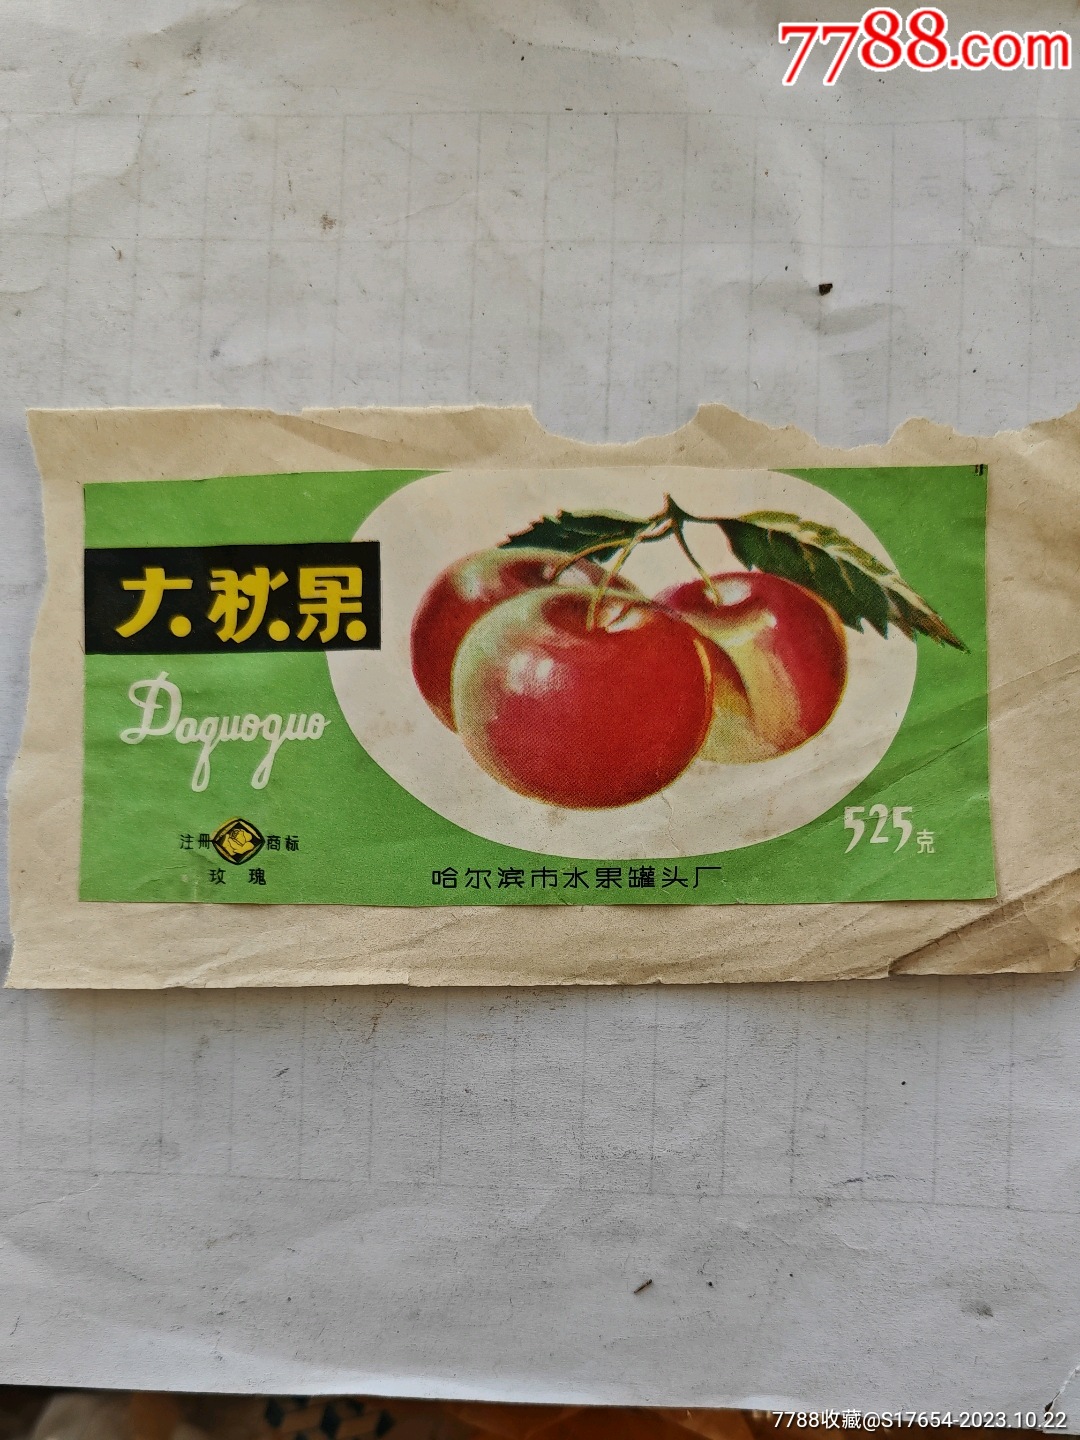 7788.com
大秋果
Daguoguo
注册 商标
玫瑰
525克
哈尔滨市水果罐头厂
7788收藏@S17654-2023.10.22